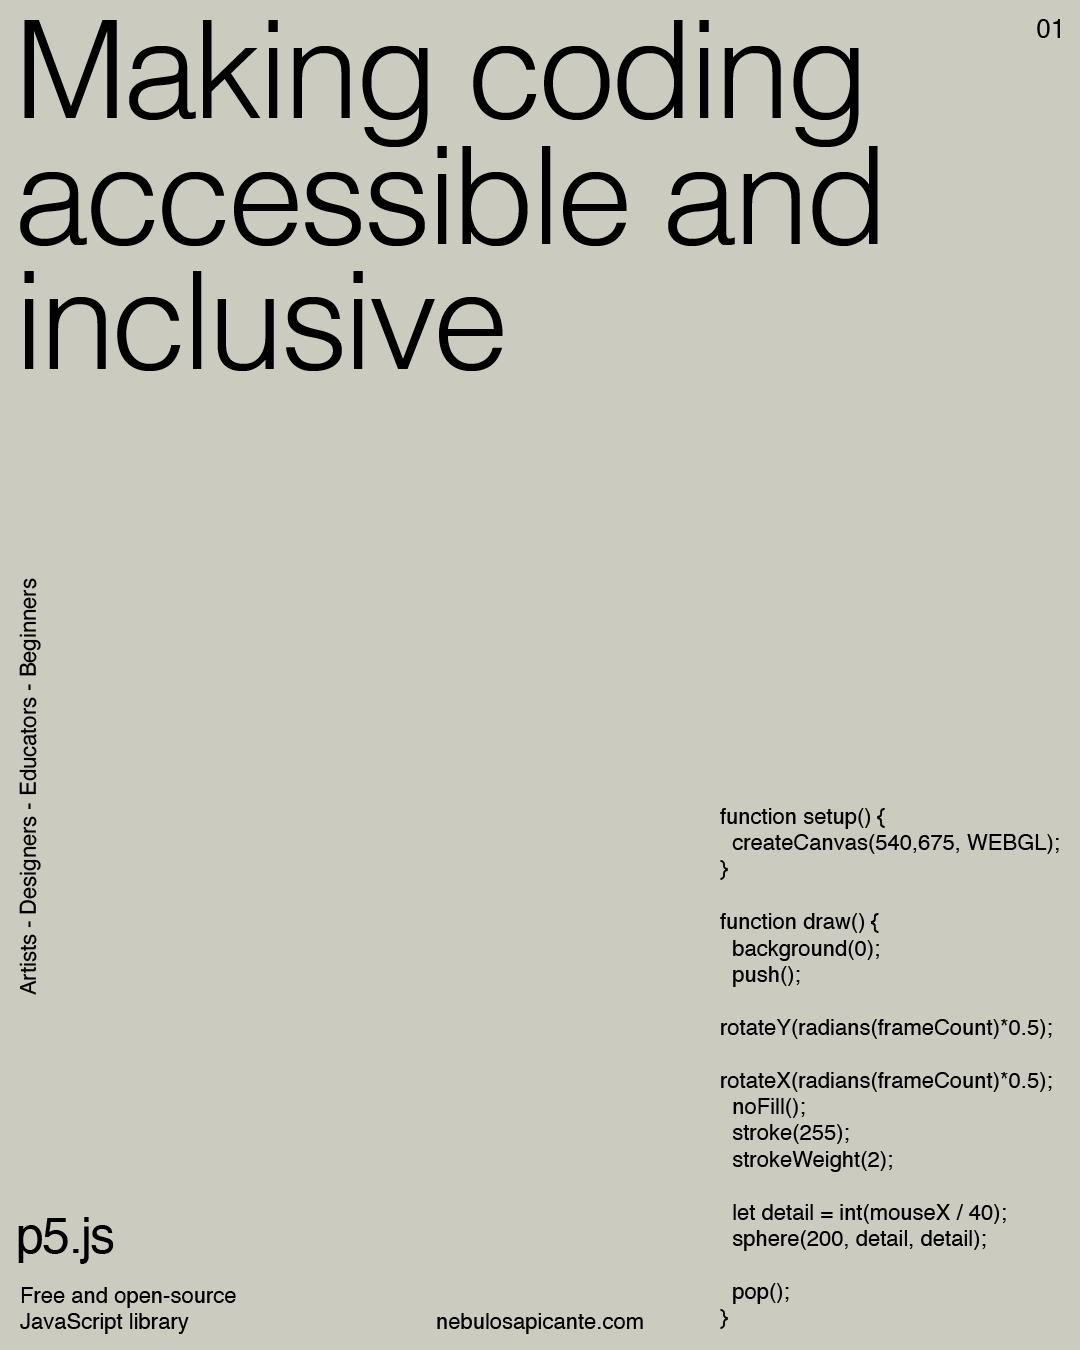 Making coding
accessible and
inclusive
01
Artists - Designers - Educators - Beginners
function setup() {
  createCanvas(540,675, WEBGL);
}

function draw() {
  background(0);
  push();

rotateY(radians(frameCount)*0.5);

rotateX(radians(frameCount)*0.5);
  noFill();
  stroke(255);
  strokeWeight(2);

  let detail = int(mouseX / 40);
  sphere(200, detail, detail);

  pop();
}
p5.js
Free and open-source
JavaScript library
nebulosapicante.com